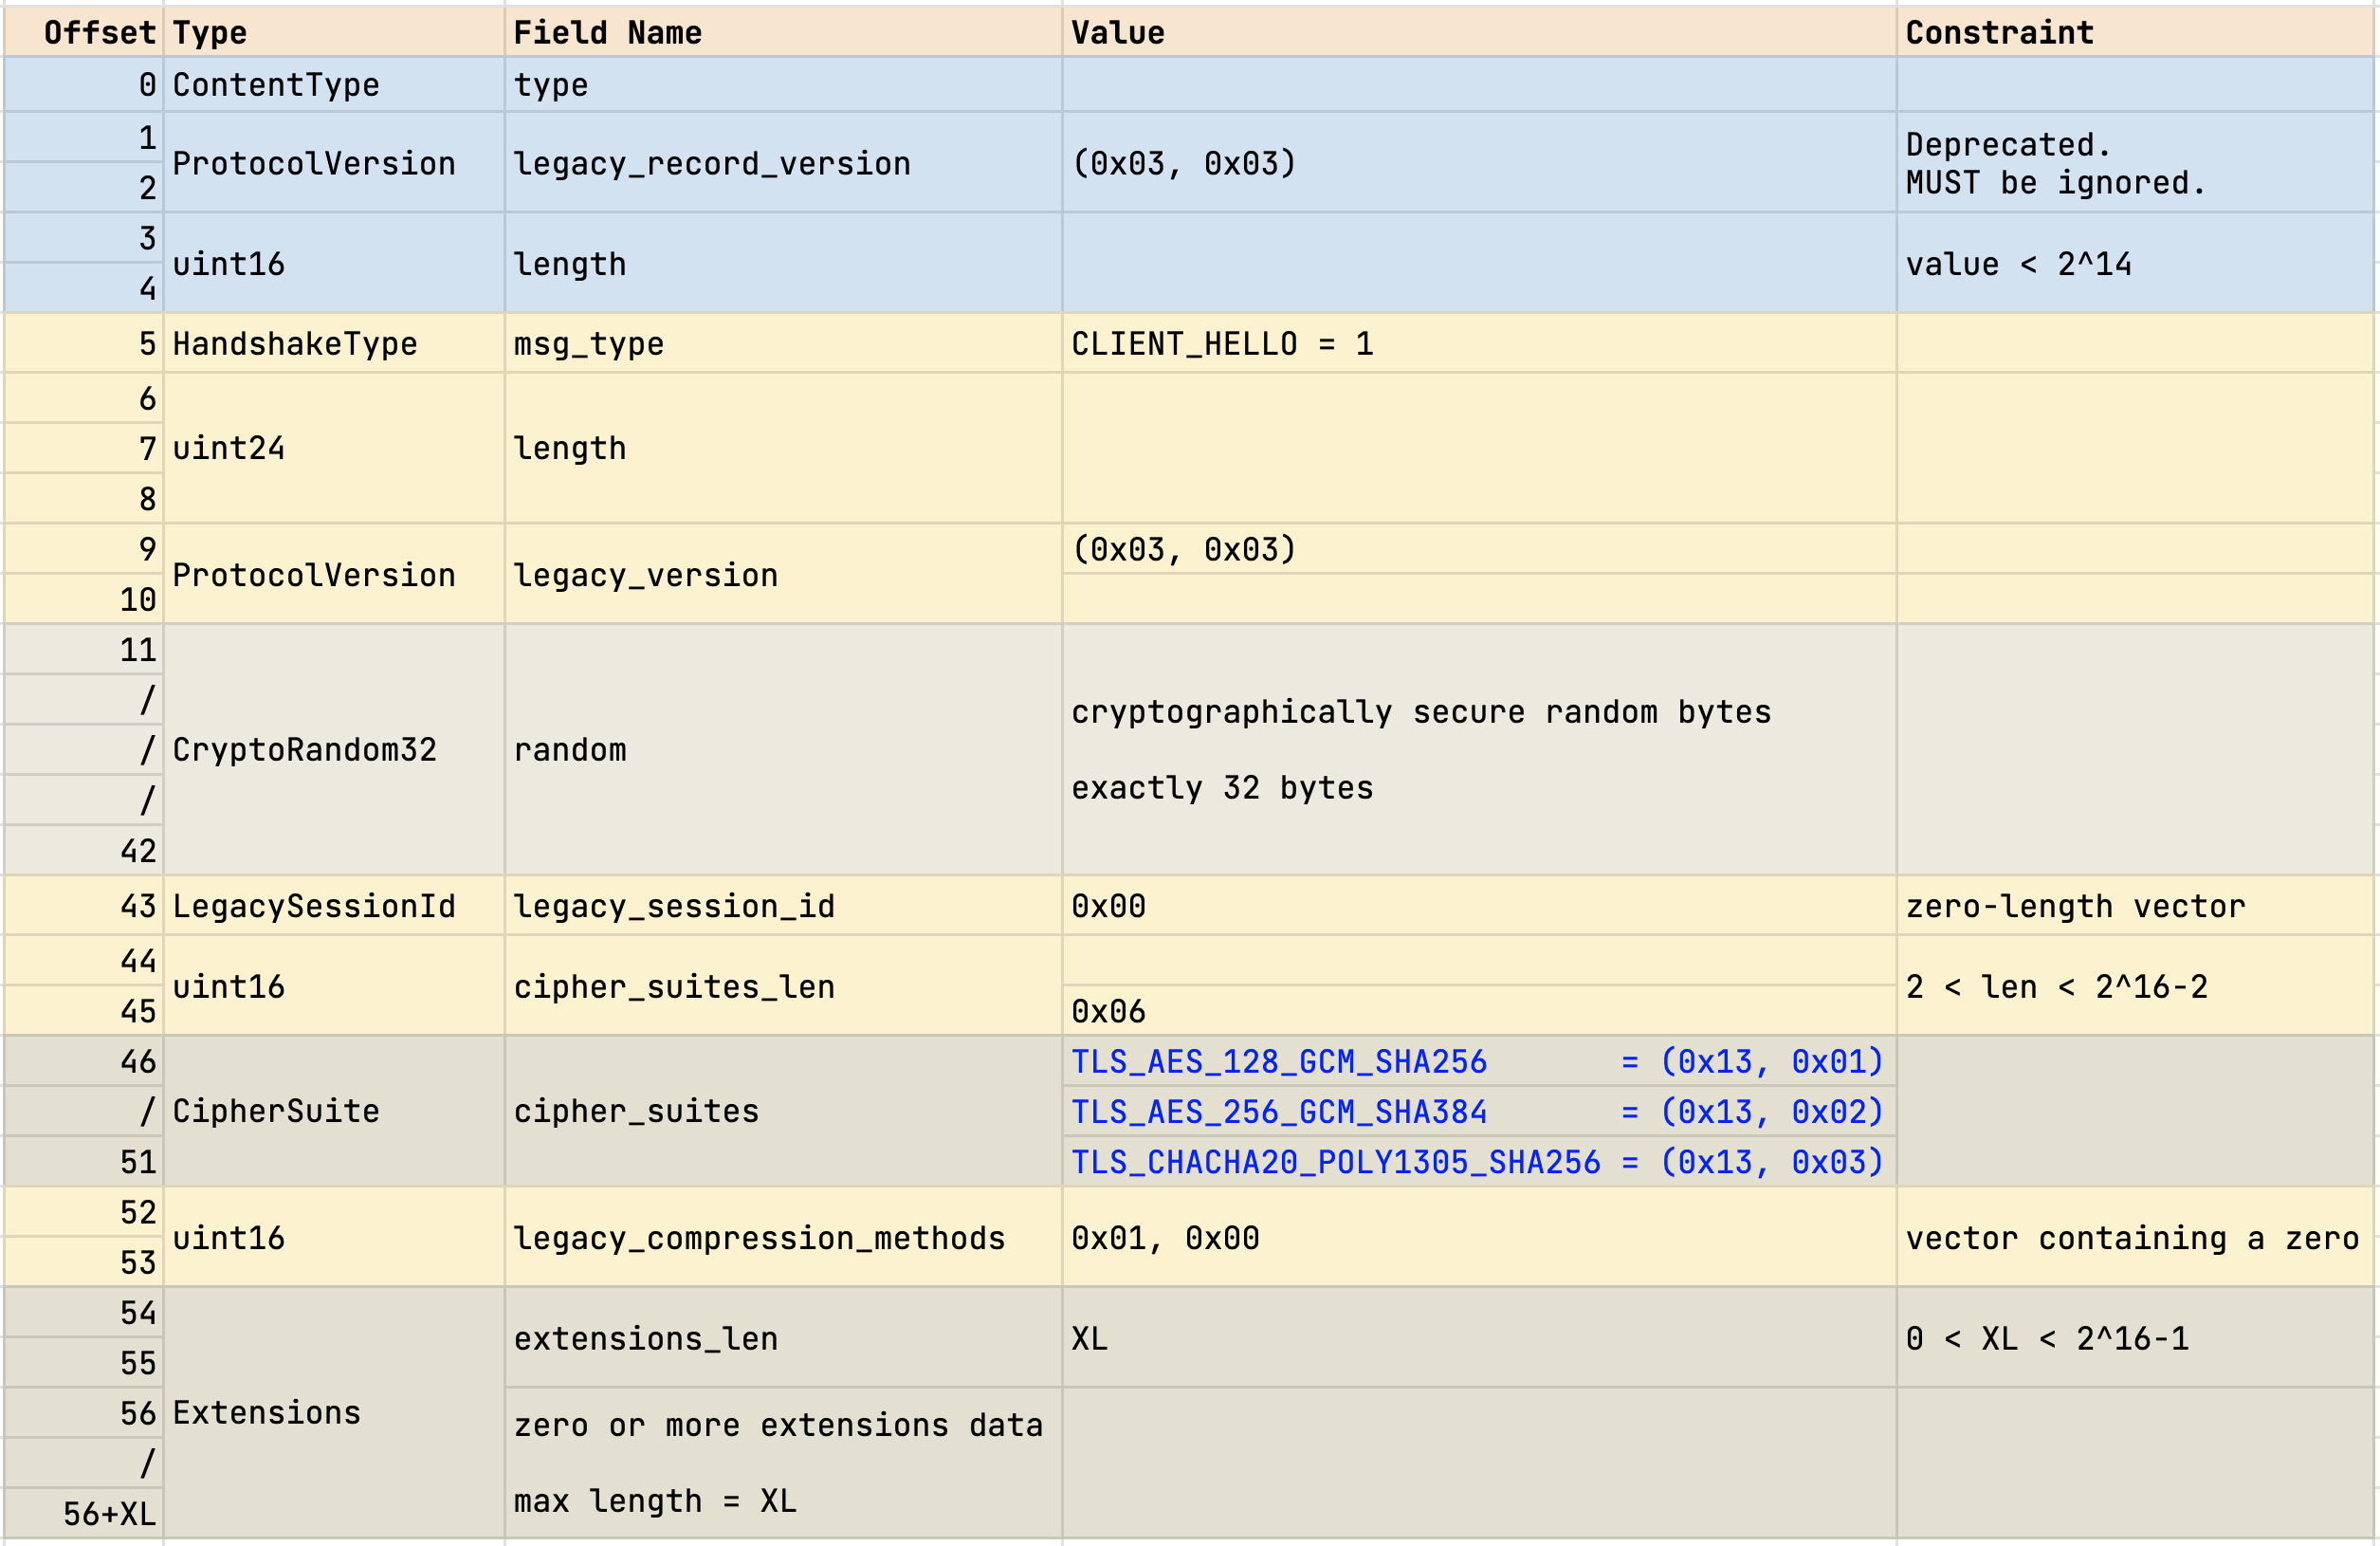 Offset Type Field Name Value Constraint
0 ContentType type
1
2
ProtocolVersion legacy_record_version (0x03, 0x03)
Deprecated.
MUST be ignored.
3
4
uint16 length value < 2^14
5 HandshakeType msg_type CLIENT_HELLO = 1
6
7 uint24 length
8
9
10
ProtocolVersion legacy_version
(0x03, 0x03)
11
/
/
/
42
CryptoRandom32 random
cryptographically secure random bytes
exactly 32 bytes
43 LegacySessionId legacy_session_id 0x00 zero-length vector
44
45
uint16 cipher_suites_len
0x06
2 < len < 2^16-2
46
/
51
CipherSuite cipher_suites
TLS_AES_128_GCM_SHA256 = (0x13, 0x01)
TLS_AES_256_GCM_SHA384 = (0x13, 0x02)
TLS_CHACHA20_POLY1305_SHA256 = (0x13, 0x03)
52
53
uint16 legacy_compression_methods 0x01, 0x00 vector containing a zero
54
55
56
/
56+XL
Extensions
extensions_len XL 0 < XL < 2^16-1
zero or more extensions data
max length = XL